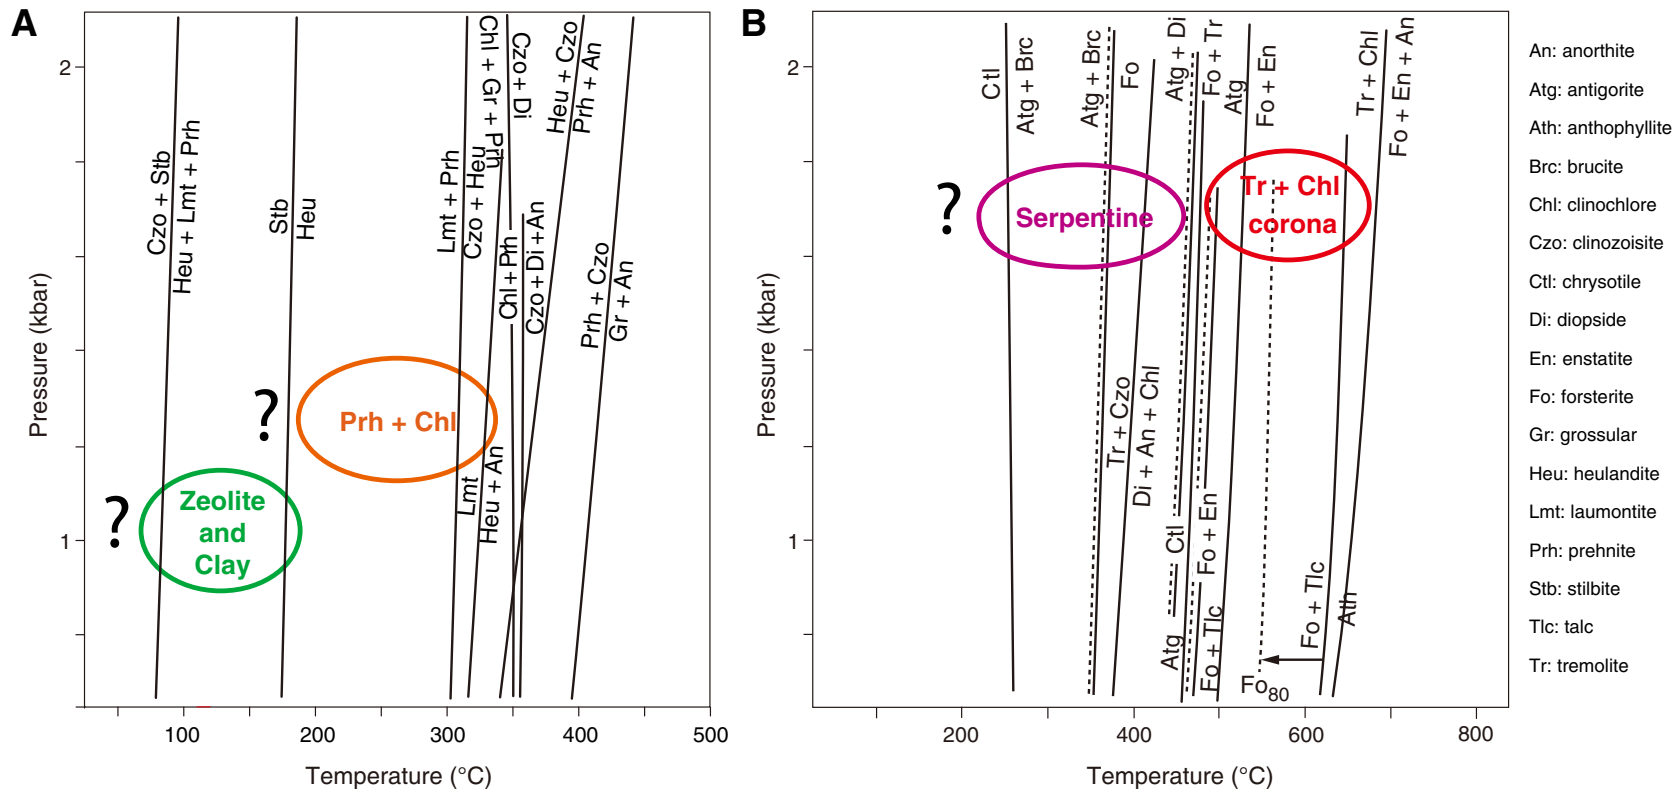 A
Pressure (kbar)
2
1
Czo + Stb
Heu + Lmt + Prh
Stb
Heu
Lmt + Prh
Czo + Heu
Chl + Gr + Prh
Czo + Di
Heu + Czo
Prh + An
Chl + Prh
Czo + Di + An
Prh + Czo
Gr + An
Lmt
Heu + An
?
Prh + Chl
?
Zeolite
and
Clay
100
200
300
400
500
Temperature (°C)
B
Pressure (kbar)
2
1
Ctl
Atg + Brc
Atg + Brc
Fo
Atg + Di
Fo + Tr
Atg
Fo + En
Tr + Chl
Fo + En + An
?
Serpentine
Tr + Chl
corona
Tr + Czo
Di + An + Chl
Ctl
Fo + En
Atg
Fo + Tlc
Fo + Tlc
Ath
Fo80
200
400
600
800
Temperature (°C)
An: anorthite
Atg: antigorite
Ath: anthophyllite
Brc: brucite
Chl: clinochlore
Czo: clinozoisite
Ctl: chrysotile
Di: diopside
En: enstatite
Fo: forsterite
Gr: grossular
Heu: heulandite
Lmt: laumontite
Prh: prehnite
Stb: stilbite
Tlc: talc
Tr: tremolite